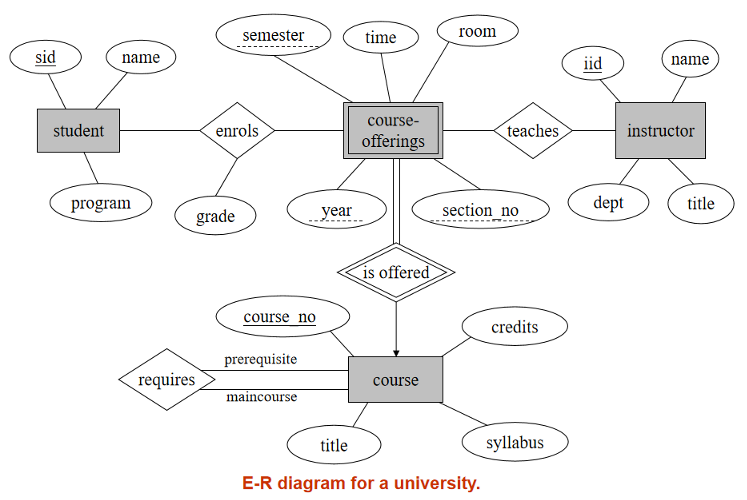 semester
time
room
sid
name
iid
name
student
enrols
course-
offerings
teaches
instructor
program
grade
year
section_no
dept
title
is offered
course_no
credits
prerequisite
requires
course
maincourse
title
syllabus
E-R diagram for a university.